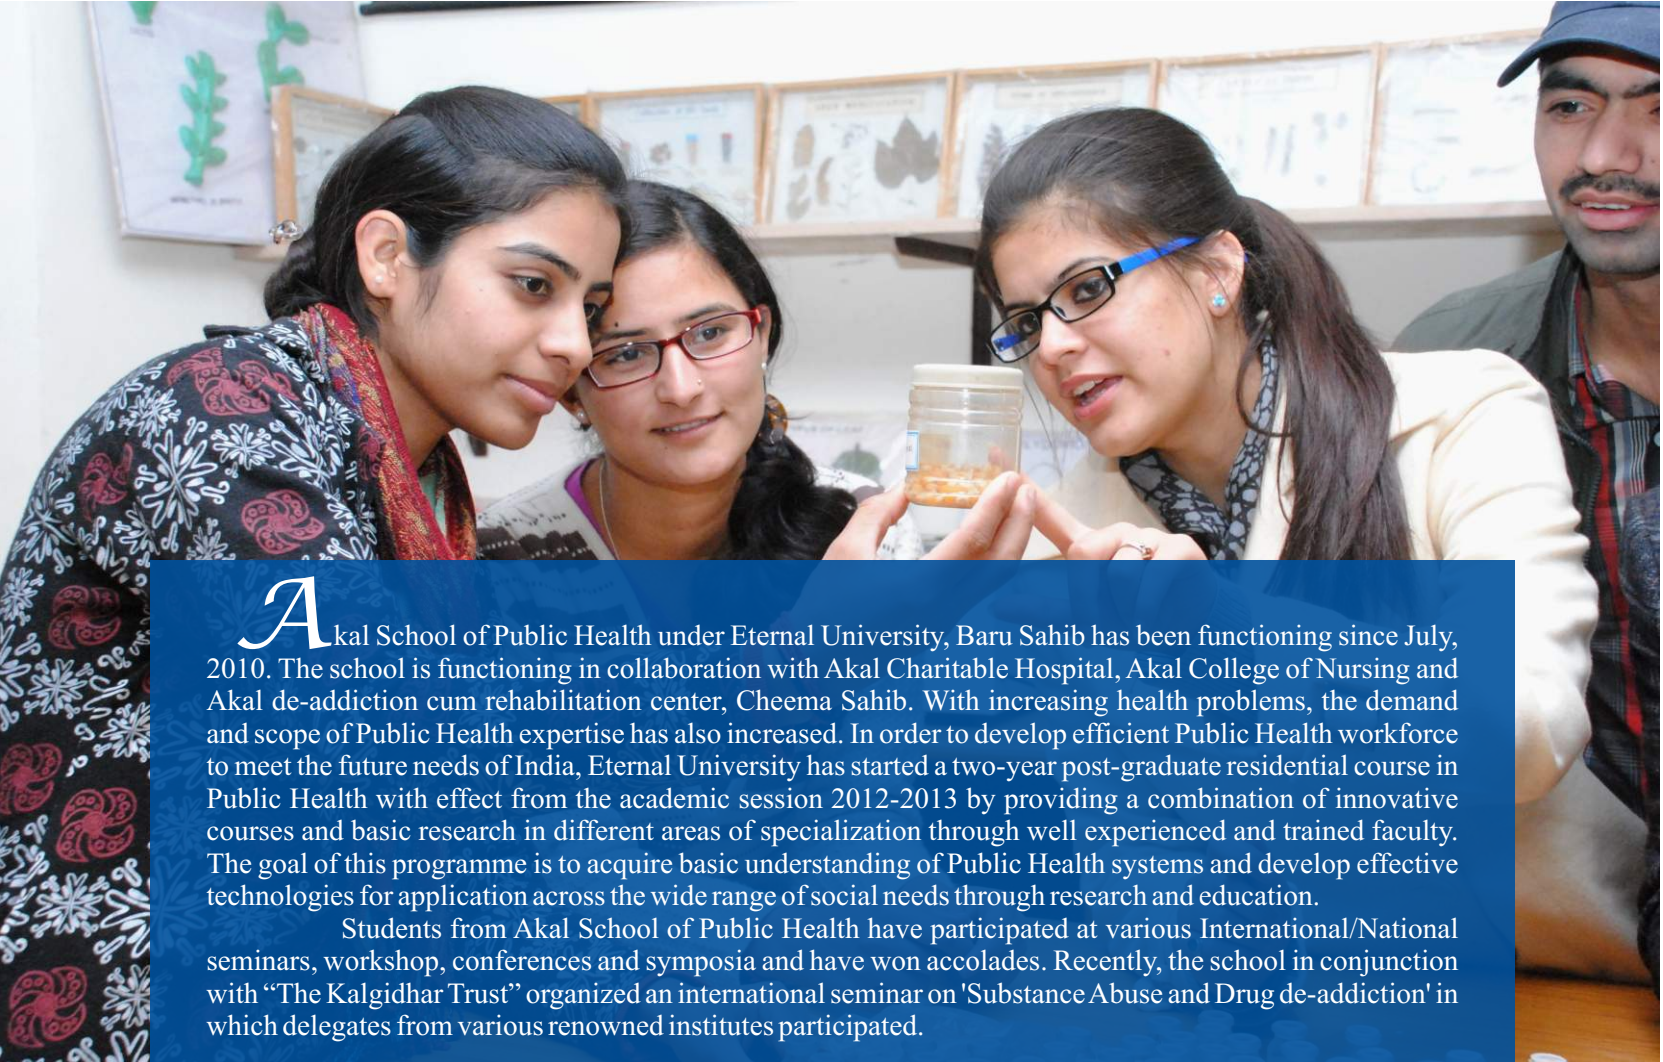 Akal School of Public Health under Eternal University, Baru Sahib has been functioning since July,
2010. The school is functioning in collaboration with Akal Charitable Hospital, Akal College of Nursing and
Akal de-addiction cum rehabilitation center, Cheema Sahib. With increasing health problems, the demand
and scope of Public Health expertise has also increased. In order to develop efficient Public Health workforce
to meet the future needs of India, Eternal University has started a two-year post-graduate residential course in
Public Health with effect from the academic session 2012-2013 by providing a combination of innovative
courses and basic research in different areas of specialization through well experienced and trained faculty.
The goal of this programme is to acquire basic understanding of Public Health systems and develop effective
technologies for application across the wide range of social needs through research and education.
Students from Akal School of Public Health have participated at various International/National
seminars, workshop, conferences and symposia and have won accolades. Recently, the school in conjunction
with “The Kalgidhar Trust” organized an international seminar on 'Substance Abuse and Drug de-addiction' in
which delegates from various renowned institutes participated.